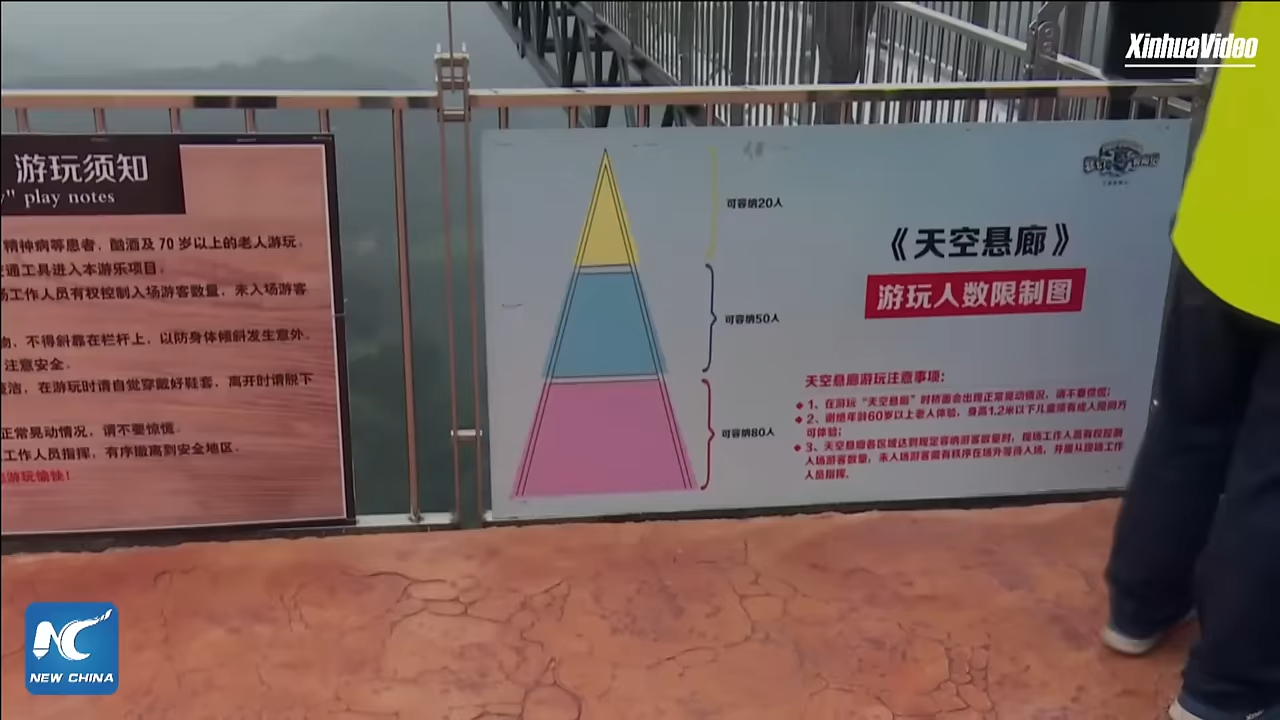 XinhuaVideo
游玩须知
y" play notes
精神病等患者,酗酒及70岁以上的老人游玩。
通工具进入本游乐项目。
场工作人员有权控制入场游客数量,未入场游客
物,不得斜靠在栏杆上,以防身体倾斜发生意外。
注意安全。
洁,在游玩时请自觉穿戴好鞋套,离开时请脱下
正常晃动情况,请不要惊慌。
工作人员指挥,有序撤离到安全地区。
游玩愉快!
可容纳20人
可容纳50人
可容纳80人
《天空悬廊》
游玩人数限制图
天空悬廊游玩注意事项:
◆1、在游玩“天空悬廊”时桥面会出现正常晃动情况,请不要惊慌;
◆2、谢绝年龄60岁以上老人体验,身高1.2米以下儿童须有成人陪同方
可体验;
◆3、天空悬廊各区域达到规定容纳游客数量时,现场工作人员有权控制
入场游客数量,未入场游客需有秩序在场外等待入场,并服从现场工作
人员指挥。
NC
NEW CHINA